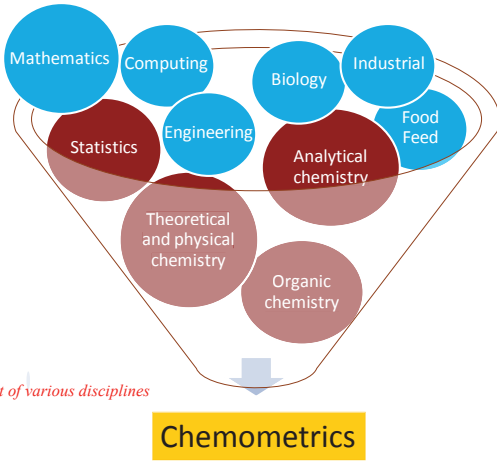 Mathematics
Computing
Biology
Industrial
Statistics
Engineering
Analytical
chemistry
Food
Feed
Theoretical
and physical
chemistry
Organic
chemistry
of various disciplines
Chemometrics